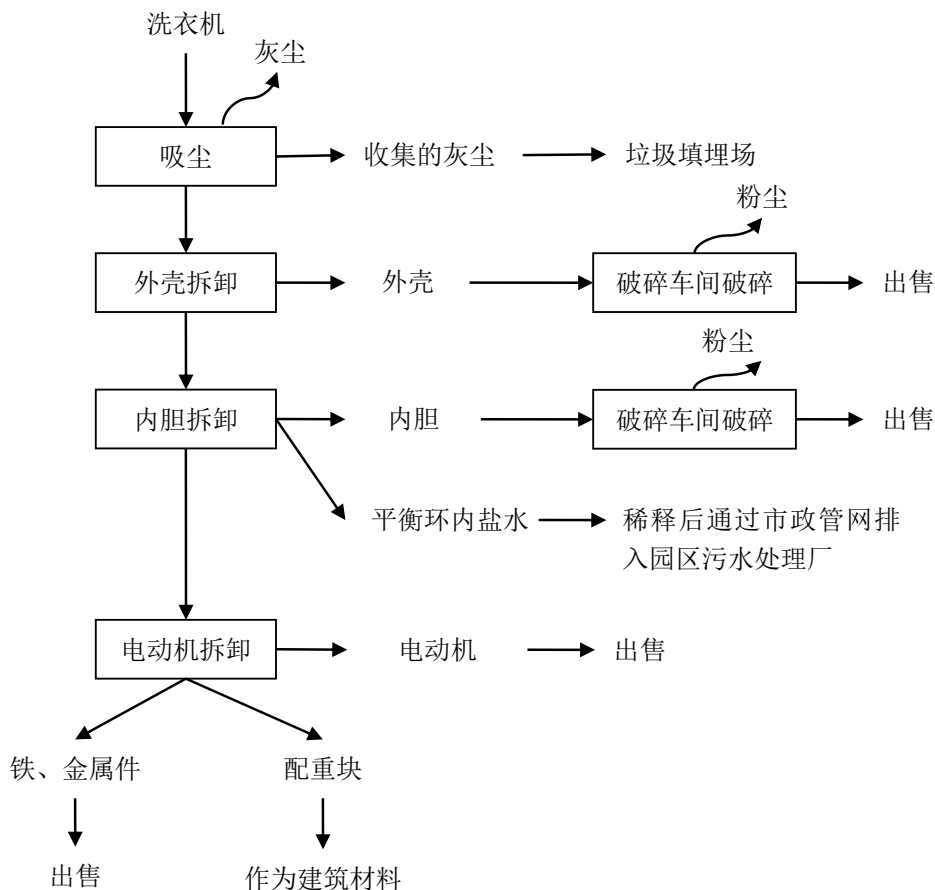 洗衣机
灰尘
吸尘
收集的灰尘
垃圾填埋场
粉尘
外壳拆卸
外壳
破碎车间破碎
出售
粉尘
内胆拆卸
内胆
破碎车间破碎
出售
平衡环内盐水
稀释后通过市政管网排
入园区污水处理厂
电动机拆卸
电动机
出售
铁、金属件
配重块
出售
作为建筑材料